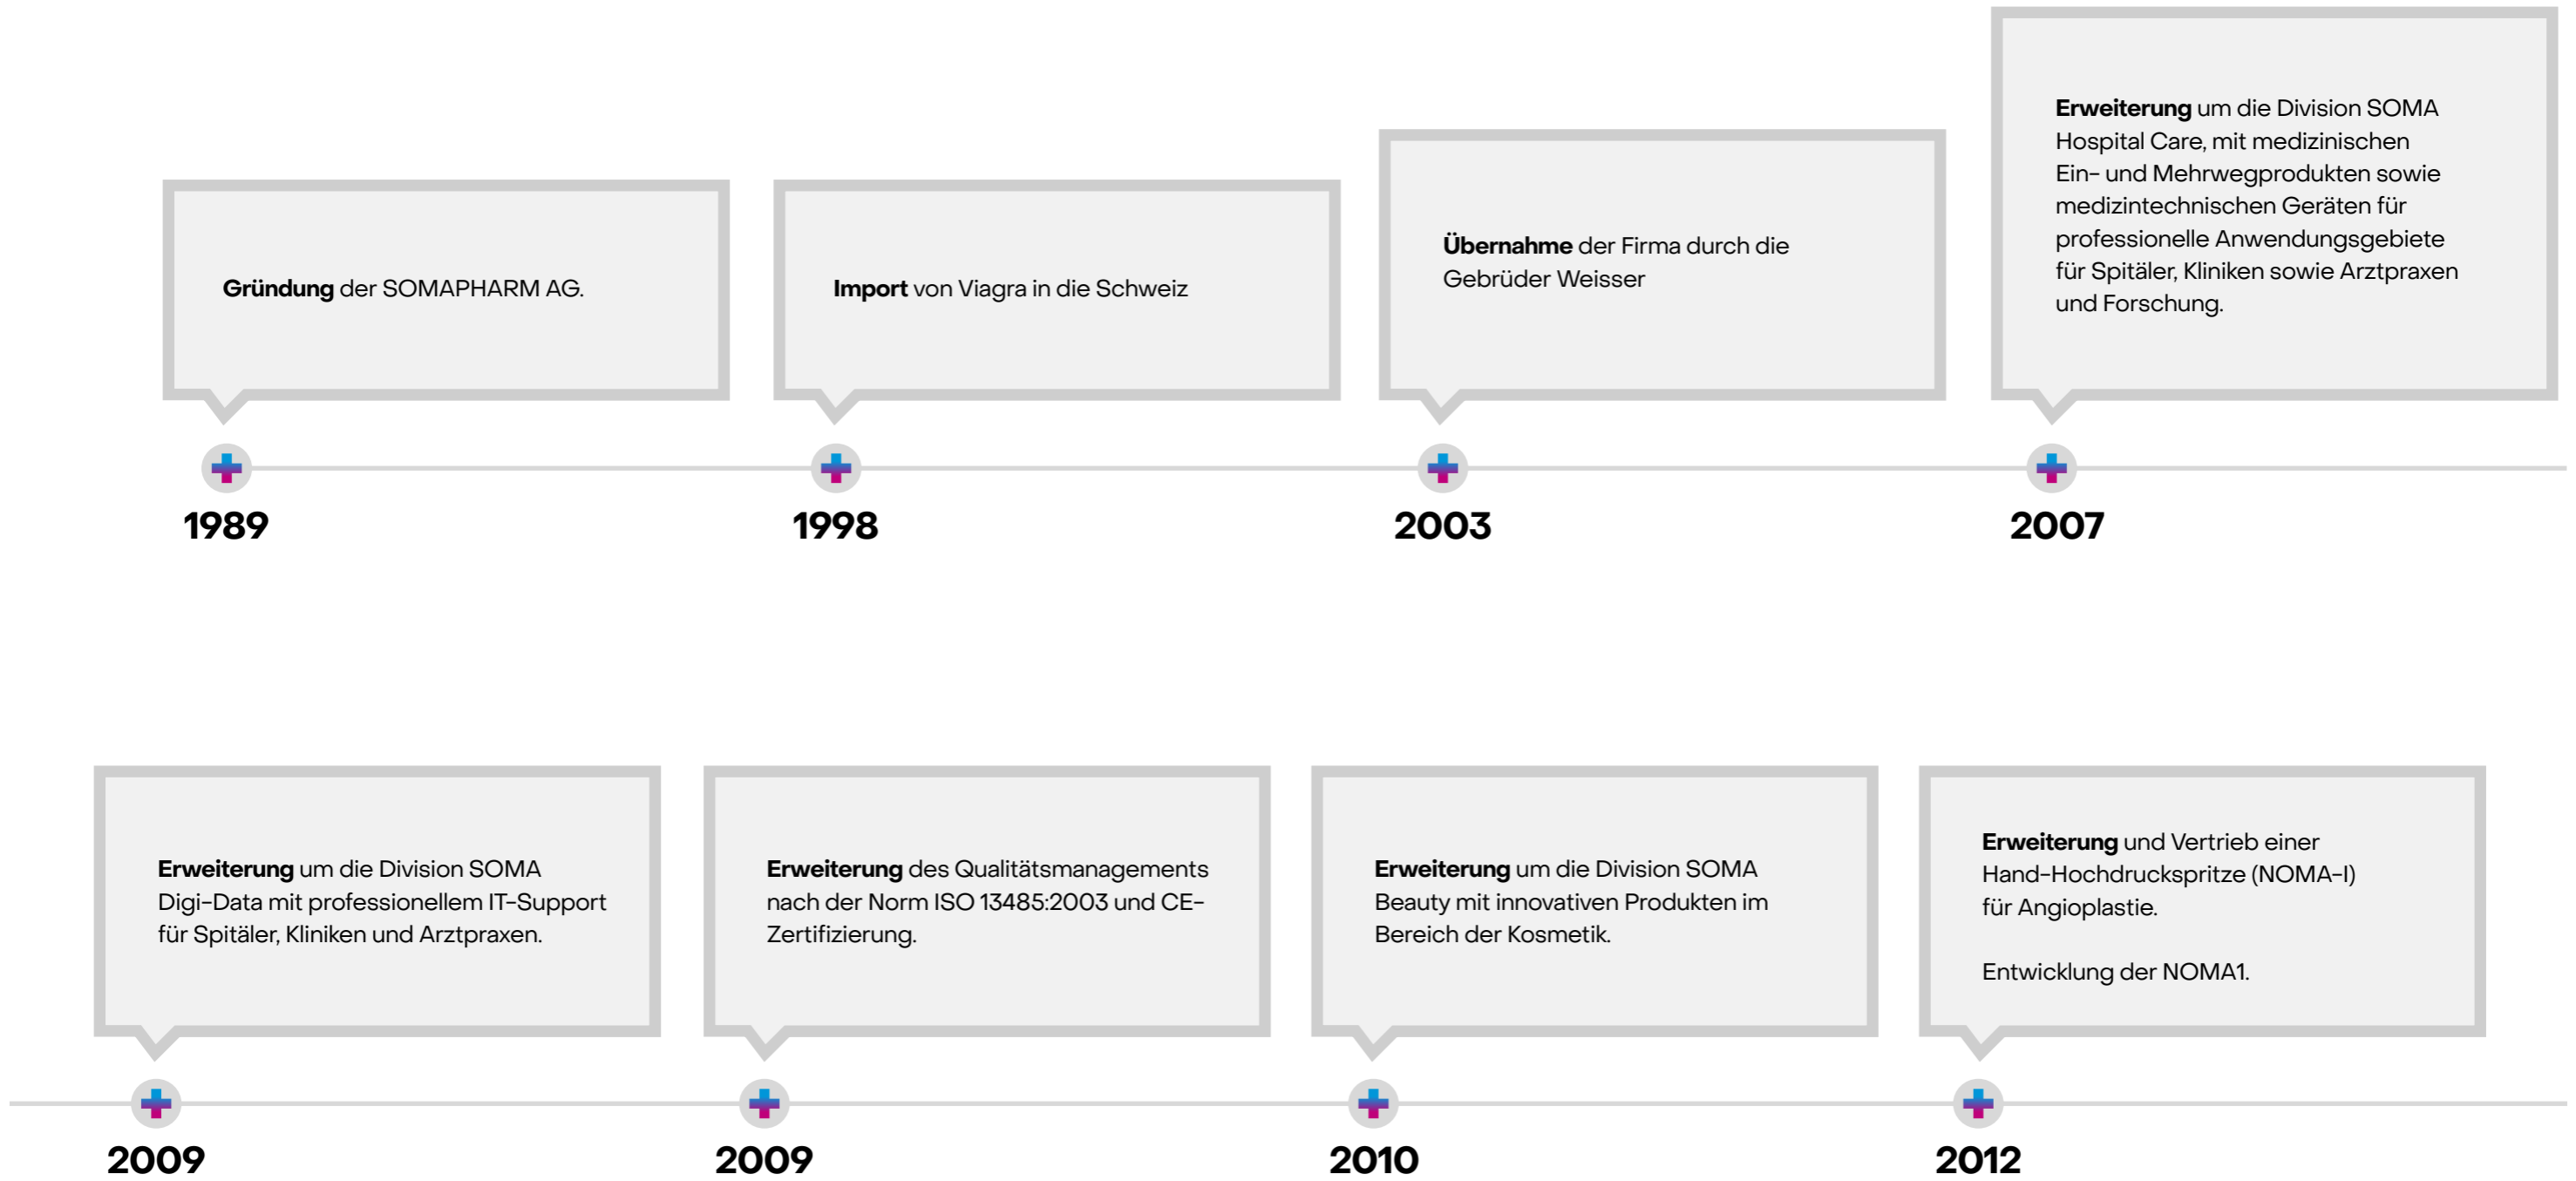 Gründung der SOMAPHARM AG.
1989
Import von Viagra in die Schweiz
1998
Übernahme der Firma durch die
Gebrüder Weisser
2003
Erweiterung um die Division SOMA
Hospital Care, mit medizinischen
Ein- und Mehrwegprodukten sowie
medizintechnischen Geräten für
professionelle Anwendungsgebiete
für Spitäler, Kliniken sowie Arztpraxen
und Forschung.
2007
Erweiterung um die Division SOMA
Digi-Data mit professionellem IT-Support
für Spitäler, Kliniken und Arztpraxen.
2009
Erweiterung des Qualitätsmanagements
nach der Norm ISO 13485:2003 und CE-
Zertifizierung.
2009
Erweiterung um die Division SOMA
Beauty mit innovativen Produkten im
Bereich der Kosmetik.
2010
Erweiterung und Vertrieb einer
Hand-Hochdruckspritze (NOMA-I)
für Angioplastie.
Entwicklung der NOMA1.
2012